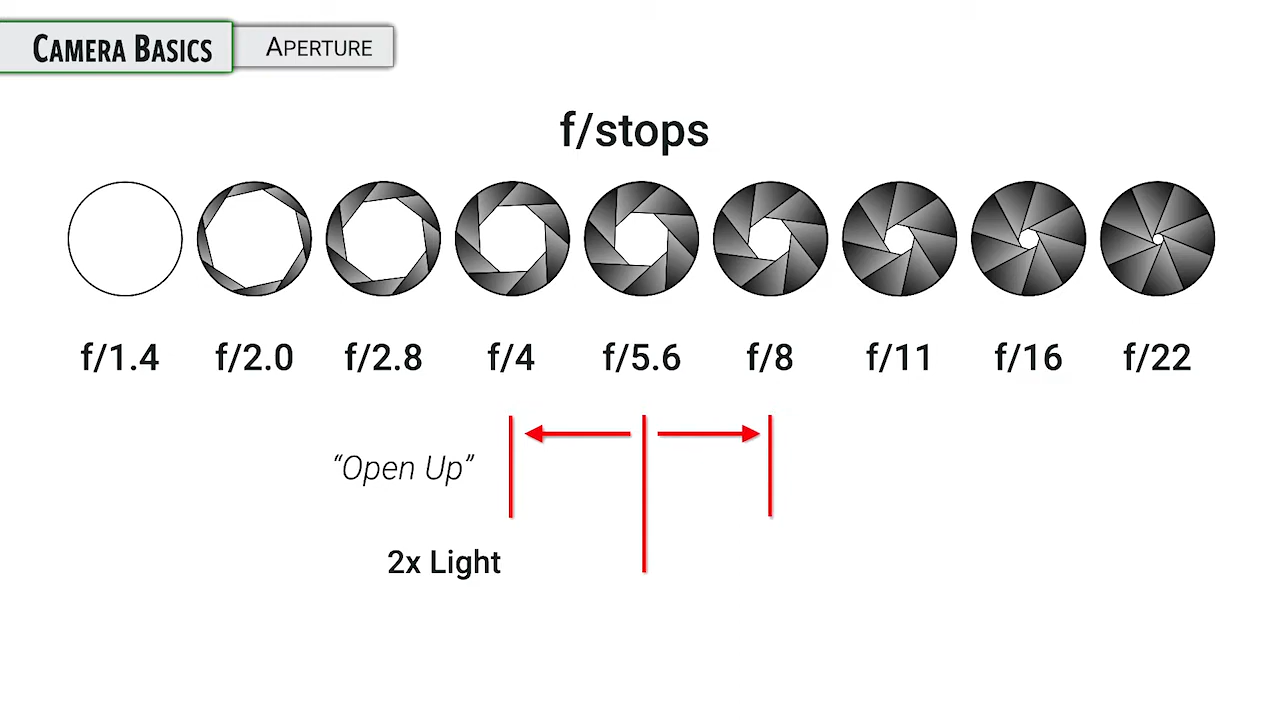 CAMERA BASICS
APERTURE
f/stops
f/1.4 f/2.0 f/2.8 f/4 f/5.6 f/8 f/11 f/16 f/22
“Open Up”
2x Light